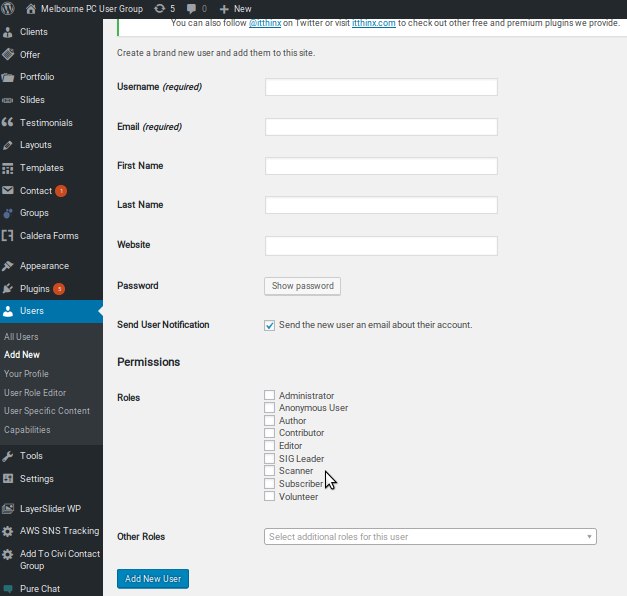 Melbourne PC User Group 5 0 New
You can also follow @itthinx on Twitter or visit itthinx.com to check out other free and premium plugins we provide.
Clients
Offer
Portfolio
Slides
Testimonials
Layouts
Templates
Contact 1
Groups
Caldera Forms
Appearance
Plugins 5
Users
All Users
Add New
Your Profile
User Role Editor
User Specific Content
Capabilities
Tools
Settings
LayerSlider WP
AWS SNS Tracking
Add To Civi Contact
Group
Pure Chat
Create a brand new user and add them to this site.
Username (required)
Email (required)
First Name
Last Name
Website
Password Show password
Send User Notification Send the new user an email about their account.
Permissions
Roles
Administrator
Anonymous User
Author
Contributor
Editor
SIG Leader
Scanner
Subscriber
Volunteer
Other Roles Select additional roles for this user
Add New User